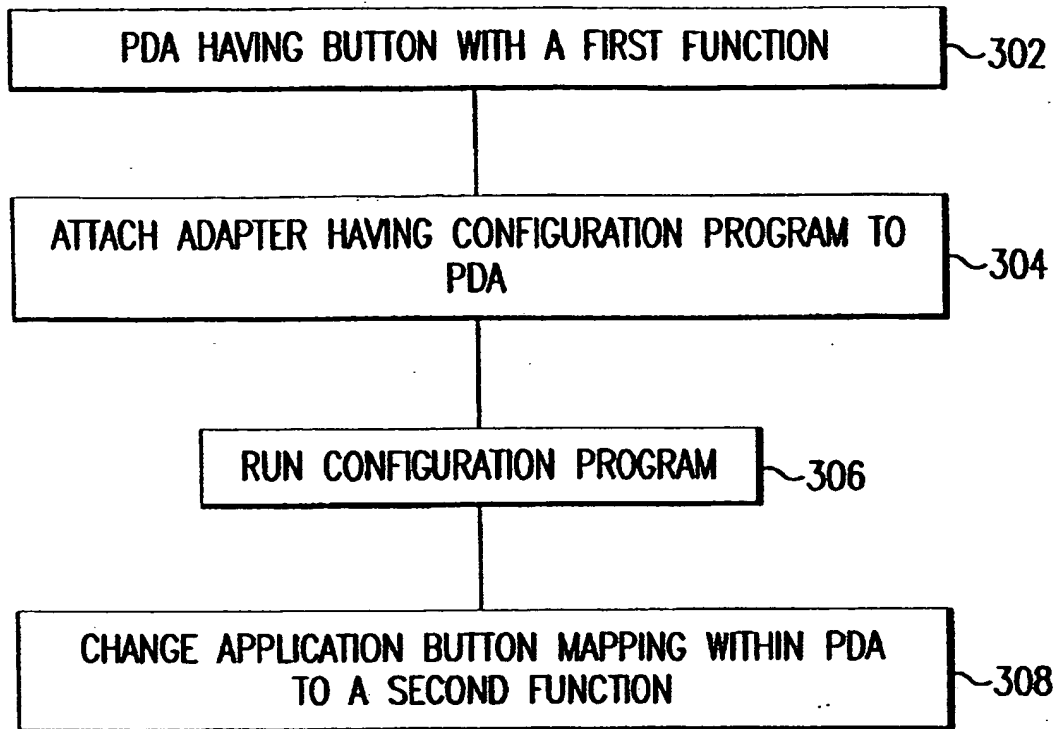 PDA HAVING BUTTON WITH A FIRST FUNCTION
302
ATTACH ADAPTER HAVING CONFIGURATION PROGRAM TO
PDA
304
RUN CONFIGURATION PROGRAM
306
CHANGE APPLICATION BUTTON MAPPING WITHIN PDA
TO A SECOND FUNCTION
308